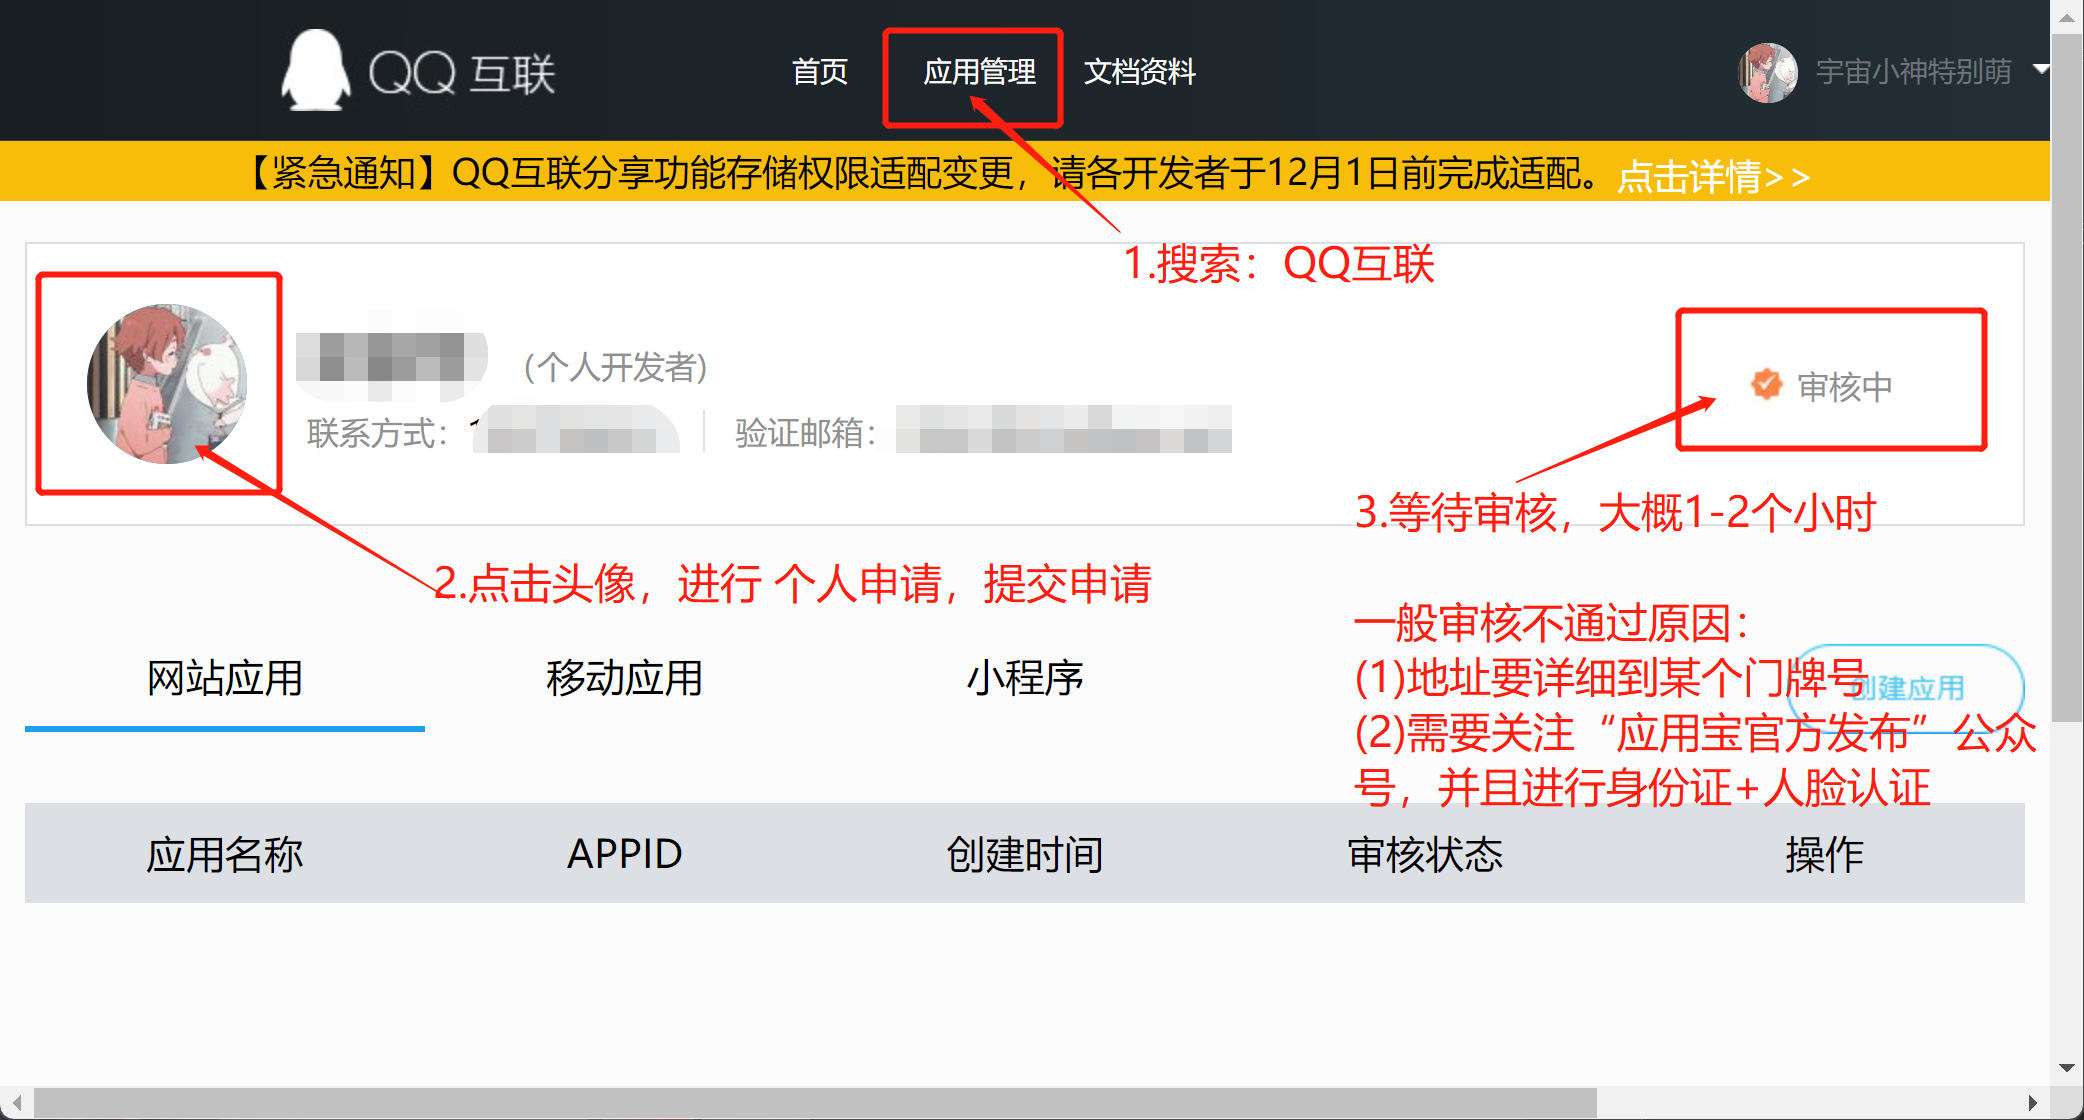 QQ 互联
首页 应用管理 文档资料
宇宙小神特别萌
【紧急通知】QQ互联分享功能存储权限适配变更，请各开发者于12月1日前完成适配。点击详情>>
1.搜索：QQ互联
(个人开发者)
审核中
联系方式： 验证邮箱：
3.等待审核，大概1-2个小时
2.点击头像，进行 个人申请，提交申请
一般审核不通过原因：
(1)地址要详细到某个门牌号
(2)需要关注“应用宝官方发布”公众
号，并且进行身份证+人脸认证
网站应用 移动应用 小程序 创建应用
应用名称 APPID 创建时间 审核状态 操作